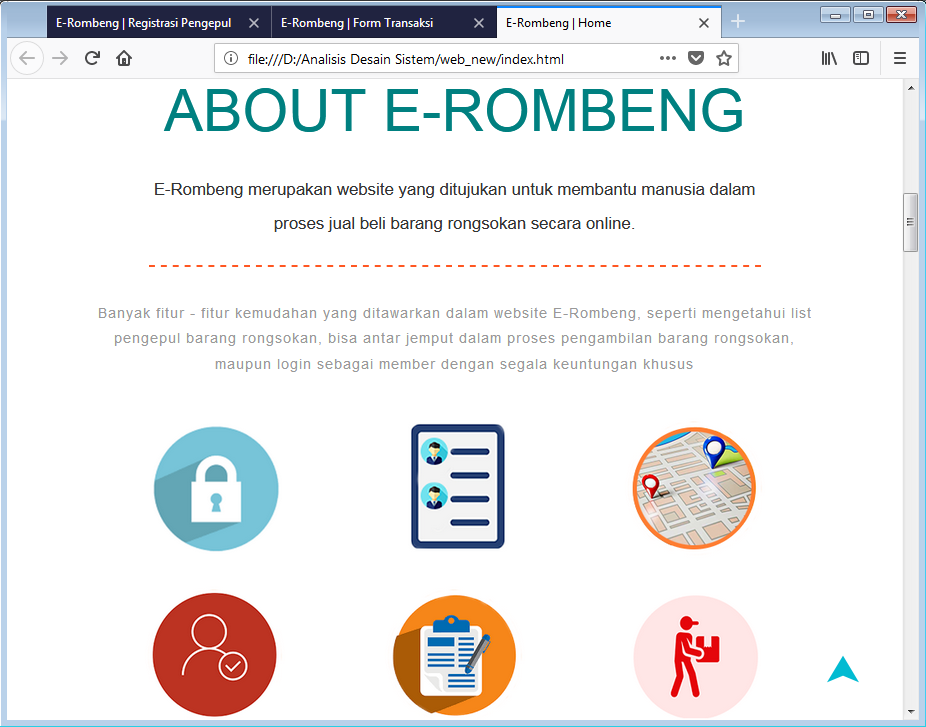 E-Rombeng | Registrasi Pengepul
E-Rombeng | Form Transaksi
E-Rombeng | Home
file:///D:/Analisis Desain Sistem/web_new/index.html
ABOUT E-ROMBENG
E-Rombeng merupakan website yang ditujukan untuk membantu manusia dalam
proses jual beli barang rongsokan secara online.
Banyak fitur - fitur kemudahan yang ditawarkan dalam website E-Rombeng, seperti mengetahui list
pengepul barang rongsokan, bisa antar jemput dalam proses pengambilan barang rongsokan,
maupun login sebagai member dengan segala keuntungan khusus